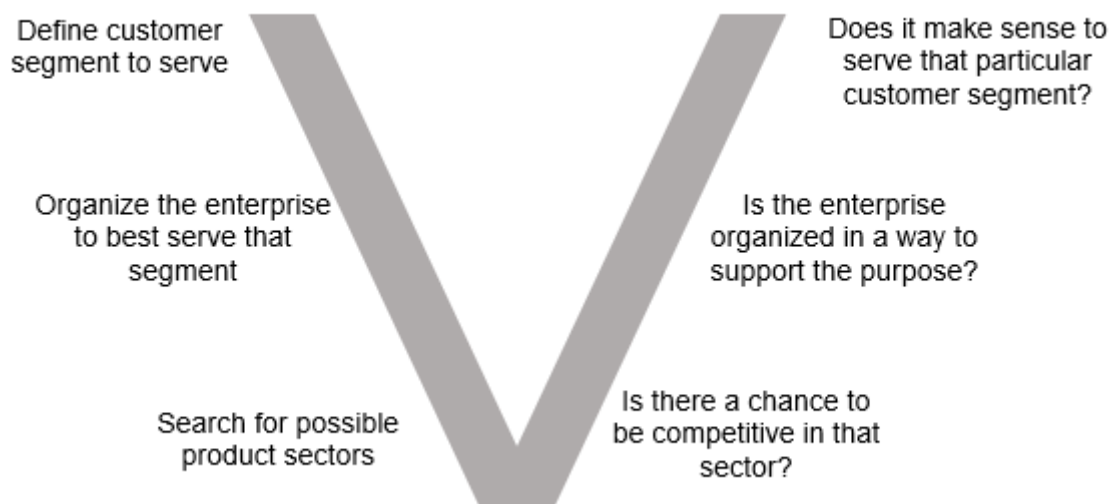 Define customer
segment to serve
Organize the enterprise
to best serve that
segment
Search for possible
product sectors
Does it make sense to
serve that particular
customer segment?
Is the enterprise
organized in a way to
support the purpose?
Is there a chance to
be competitive in that
sector?